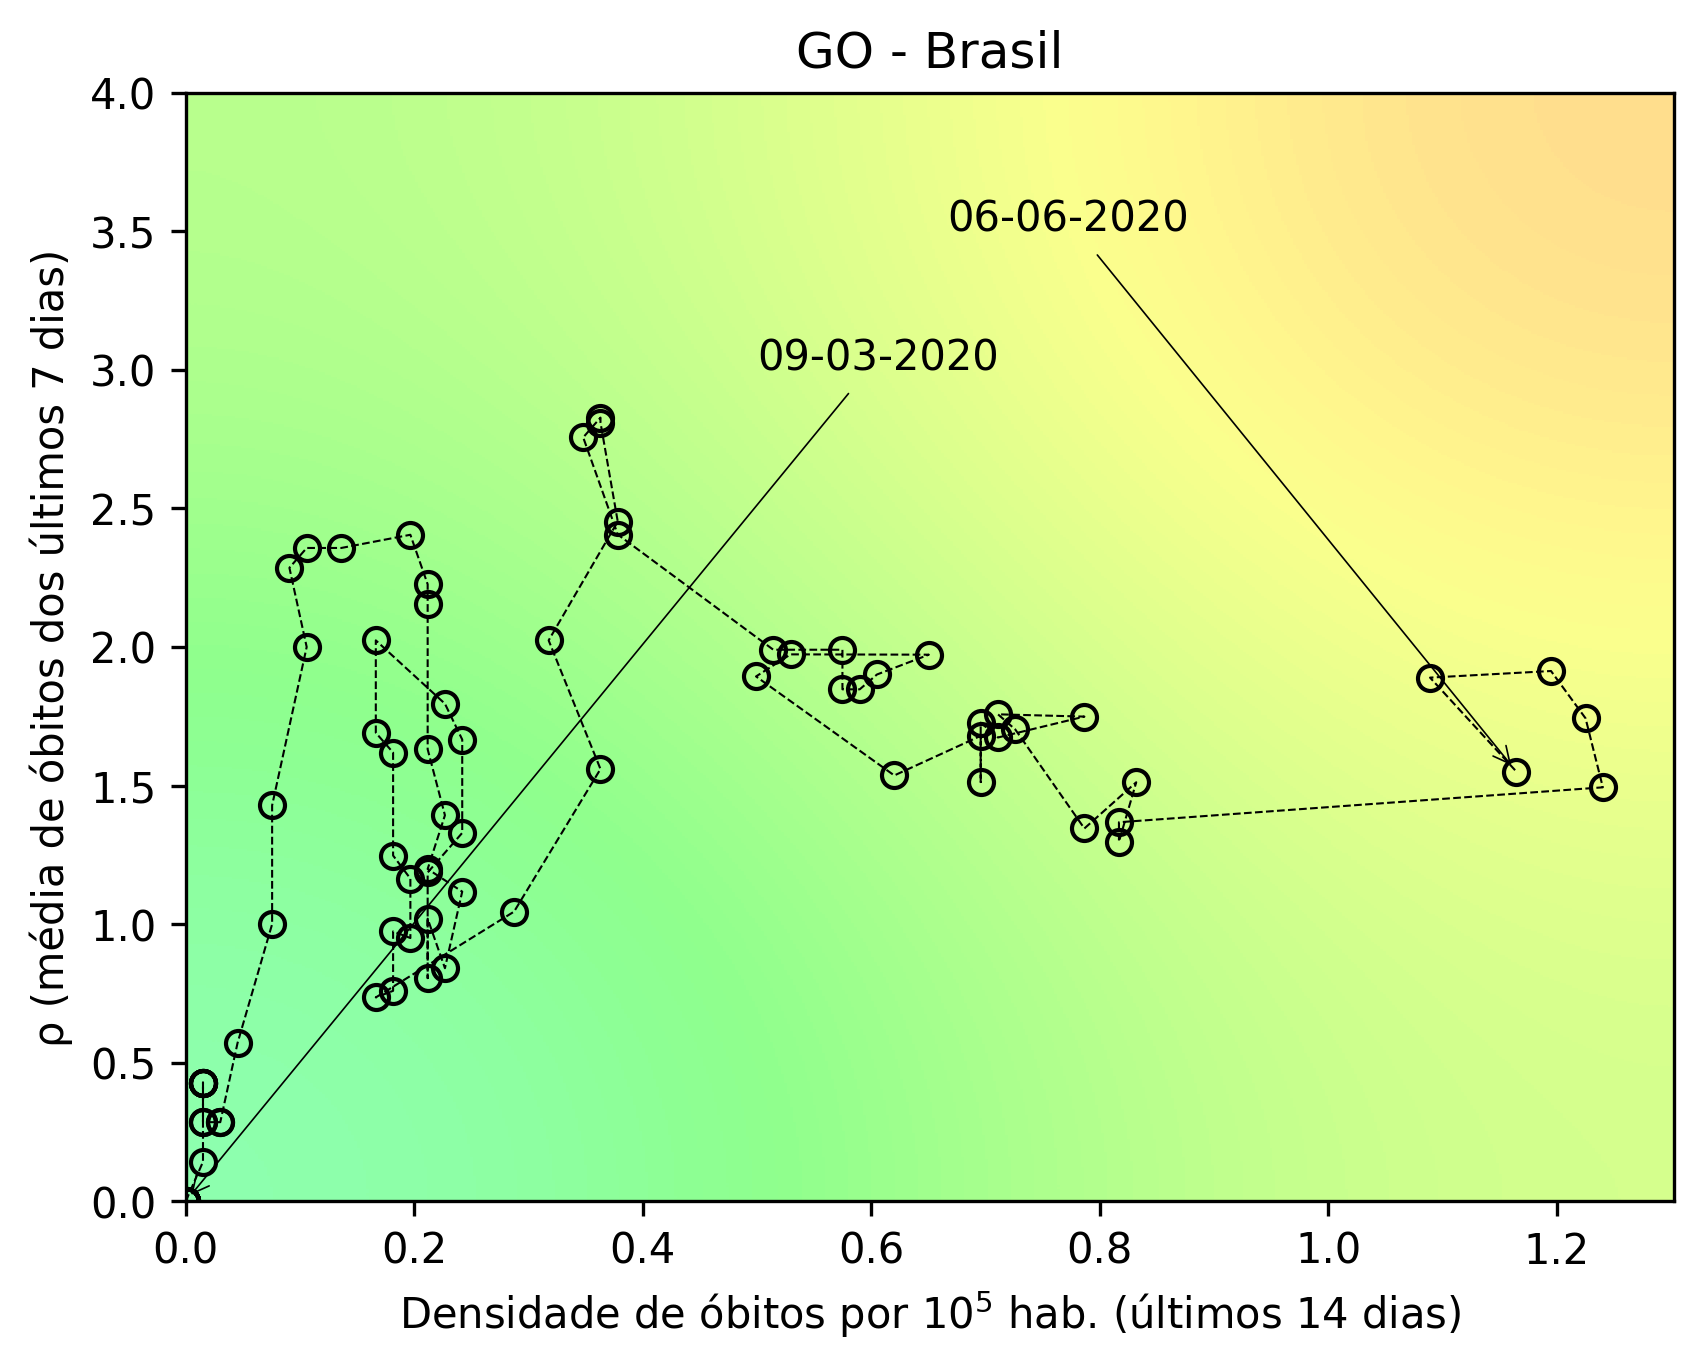 GO - Brasil
4.0
3.5
3.0
2.5
2.0
1.5
1.0
0.5
0.0
ρ (média de óbitos dos últimos 7 dias)
06-06-2020
09-03-2020
0.0 0.2 0.4 0.6 0.8 1.0 1.2
Densidade de óbitos por 10⁵ hab. (últimos 14 dias)